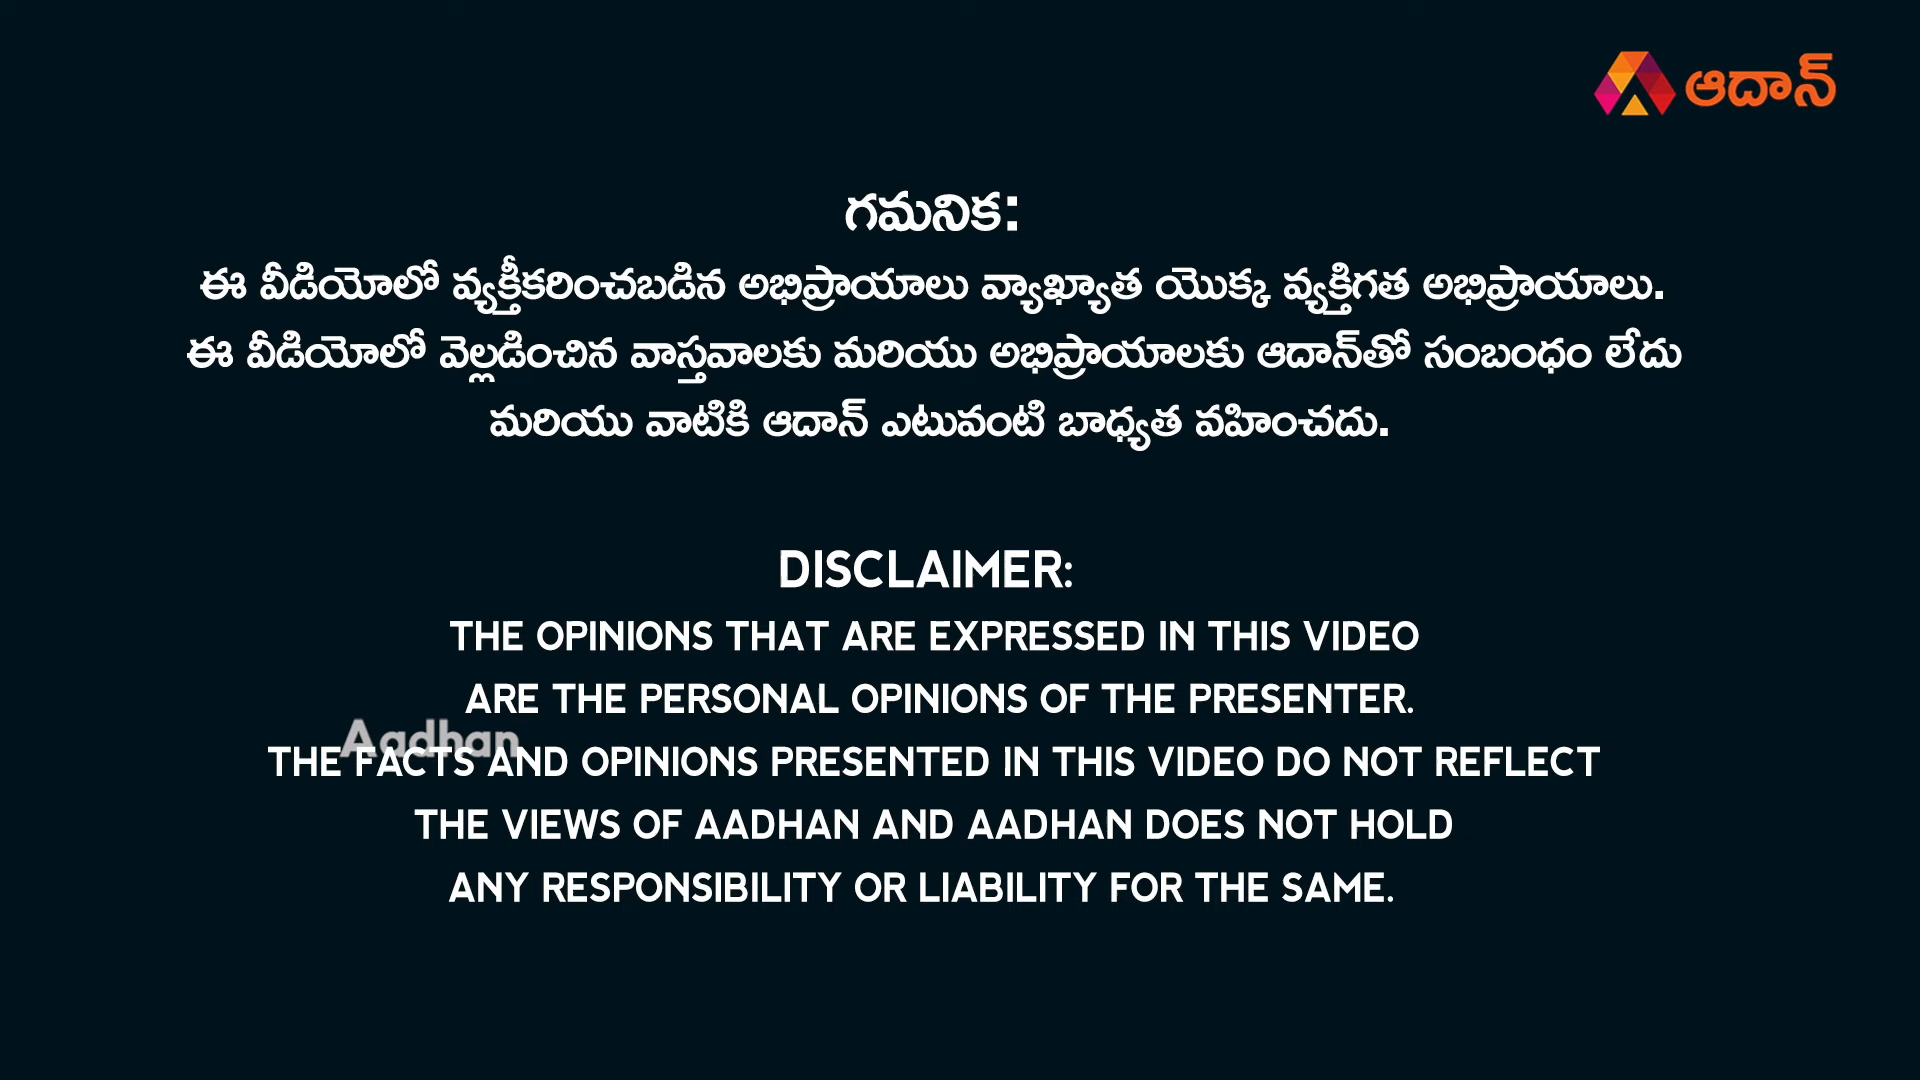 ఆదాన్
గమనిక:
ఈ వీడియోలో వ్యక్తీకరించబడిన అభిప్రాయాలు వ్యాఖ్యాత యొక్క వ్యక్తిగత అభిప్రాయాలు.
ఈ వీడియోలో వెల్లడించిన వాస్తవాలకు మరియు అభిప్రాయాలకు ఆదాన్‌తో సంబంధం లేదు
మరియు వాటికి ఆదాన్ ఎటువంటి బాధ్యత వహించదు.
DISCLAIMER:
THE OPINIONS THAT ARE EXPRESSED IN THIS VIDEO
ARE THE PERSONAL OPINIONS OF THE PRESENTER.
Aadhan
THE FACTS AND OPINIONS PRESENTED IN THIS VIDEO DO NOT REFLECT
THE VIEWS OF AADHAN AND AADHAN DOES NOT HOLD
ANY RESPONSIBILITY OR LIABILITY FOR THE SAME.